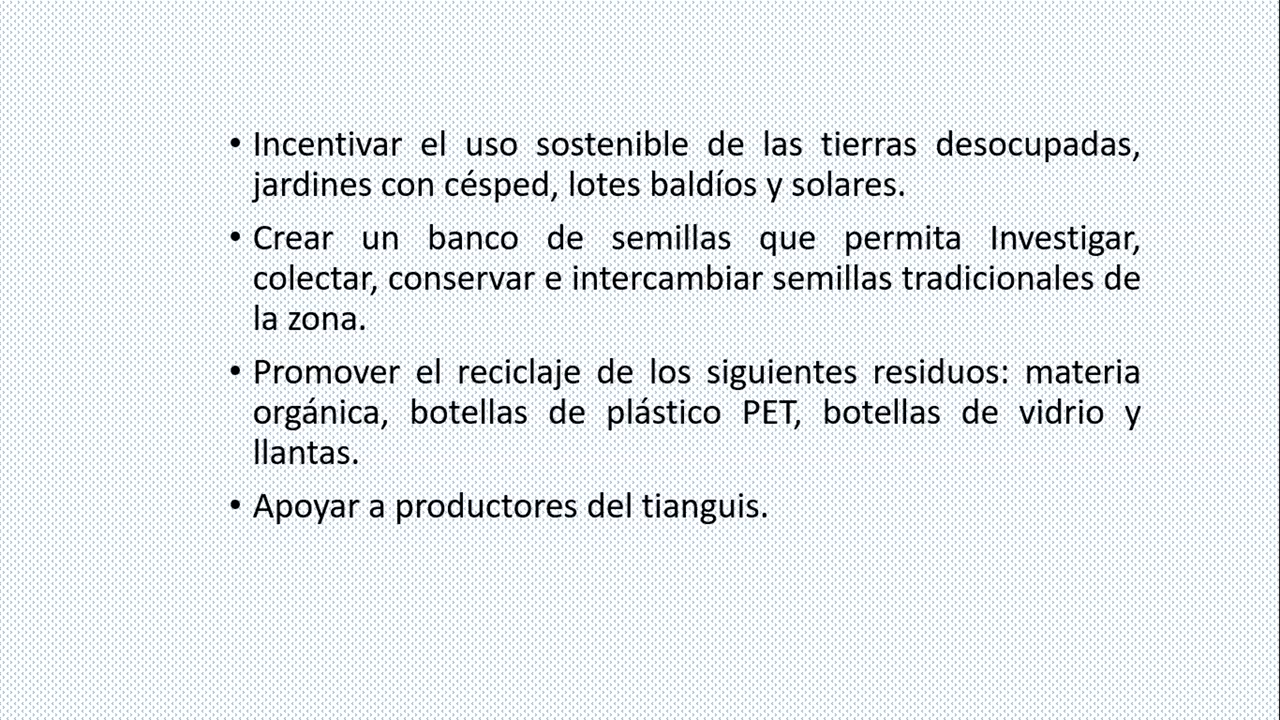 • Incentivar el uso sostenible de las tierras desocupadas,
jardines con césped, lotes baldíos y solares.
• Crear un banco de semillas que permita Investigar,
colectar, conservar e intercambiar semillas tradicionales de
la zona.
• Promover el reciclaje de los siguientes residuos: materia
orgánica, botellas de plástico PET, botellas de vidrio y
llantas.
• Apoyar a productores del tianguis.